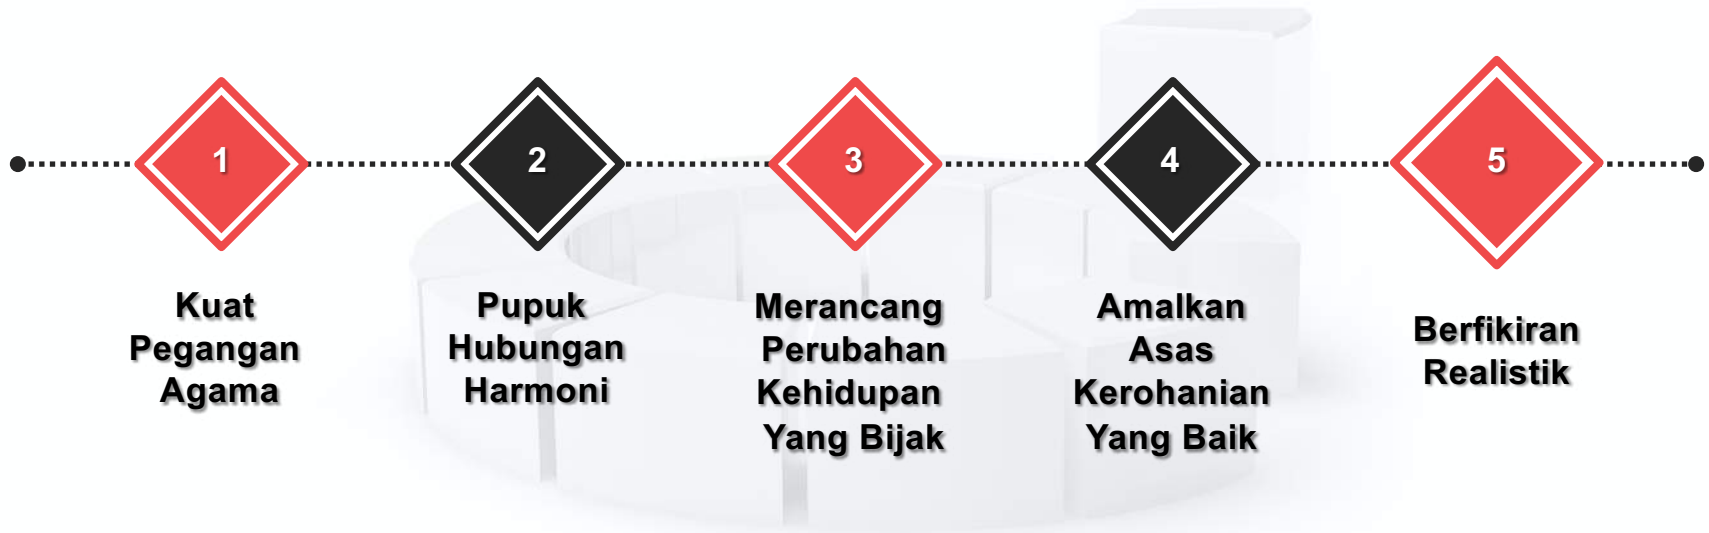 1
Kuat
Pegangan
Agama
2
Pupuk
Hubungan
Harmoni
3
Merancang
Perubahan
Kehidupan
Yang Bijak
4
Amalkan
Asas
Kerohanian
Yang Baik
5
Berfikiran
Realistik